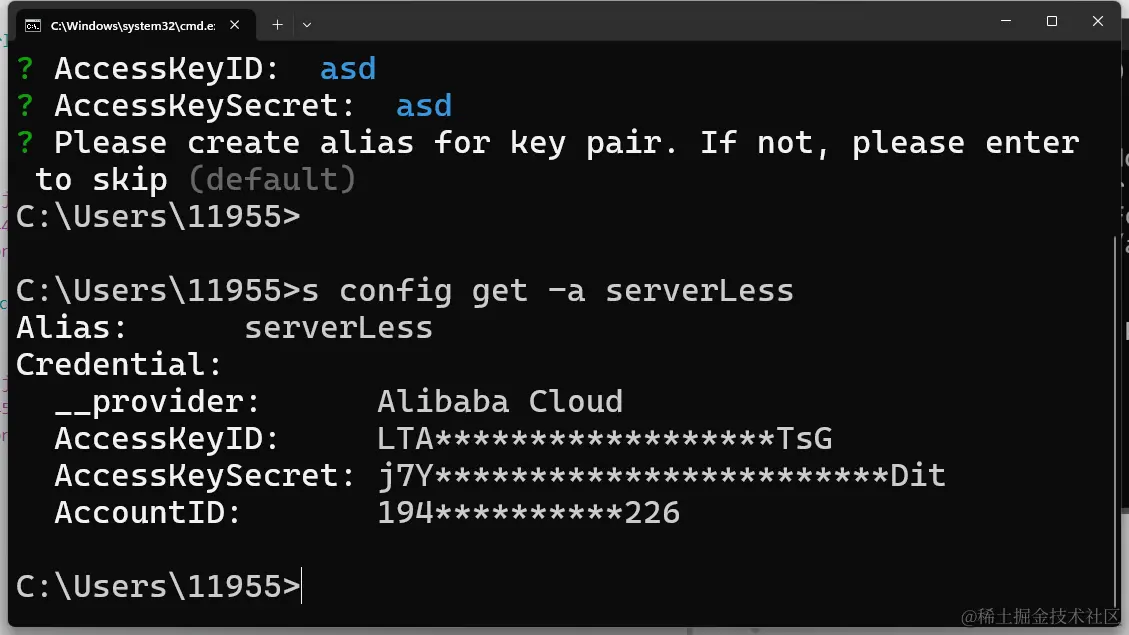 C:\Windows\system32\cmd.e:
? AccessKeyID: asd
? AccessKeySecret: asd
? Please create alias for key pair. If not, please enter
to skip (default)
C:\Users\11955>
C:\Users\11955>s config get -a serverLess
Alias: serverLess
Credential:
__provider: Alibaba Cloud
AccessKeyID: LTA******************TsG
AccessKeySecret: j7Y************************Dit
AccountID: 194**********226
C:\Users\11955>
@稀土掘金技术社区